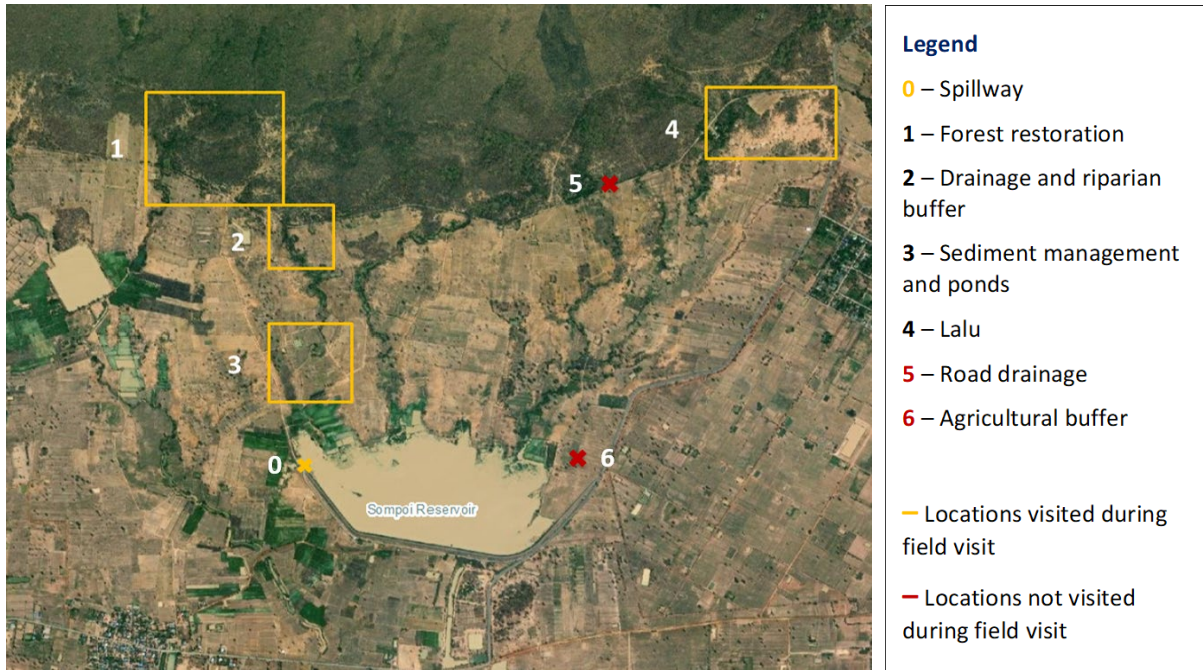 1
4
5
2
3
0
6
Sompoi Reservoir
Legend
0 – Spillway
1 – Forest restoration
2 – Drainage and riparian
buffer
3 – Sediment management
and ponds
4 – Lalu
5 – Road drainage
6 – Agricultural buffer
– Locations visited during
field visit
– Locations not visited
during field visit